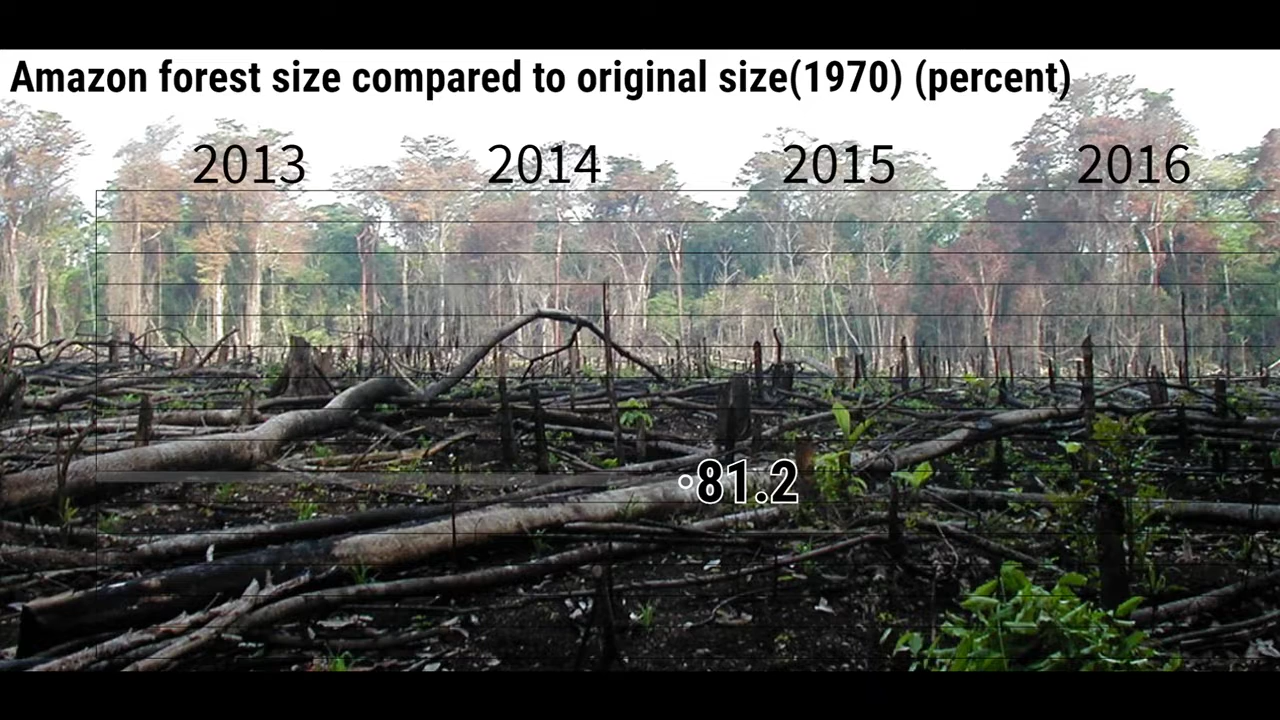 Amazon forest size compared to original size(1970) (percent)
2013 2014 2015 2016
81.2